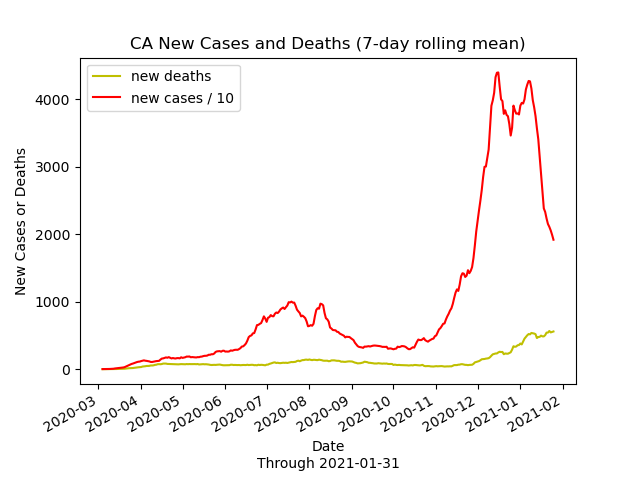 CA New Cases and Deaths (7-day rolling mean)
new deaths
new cases / 10
4000
3000
2000
1000
0
New Cases or Deaths
2020-03
2020-04
2020-05
2020-06
2020-07
2020-08
2020-09
2020-10
2020-11
2020-12
2021-01
2021-02
Date
Through 2021-01-31